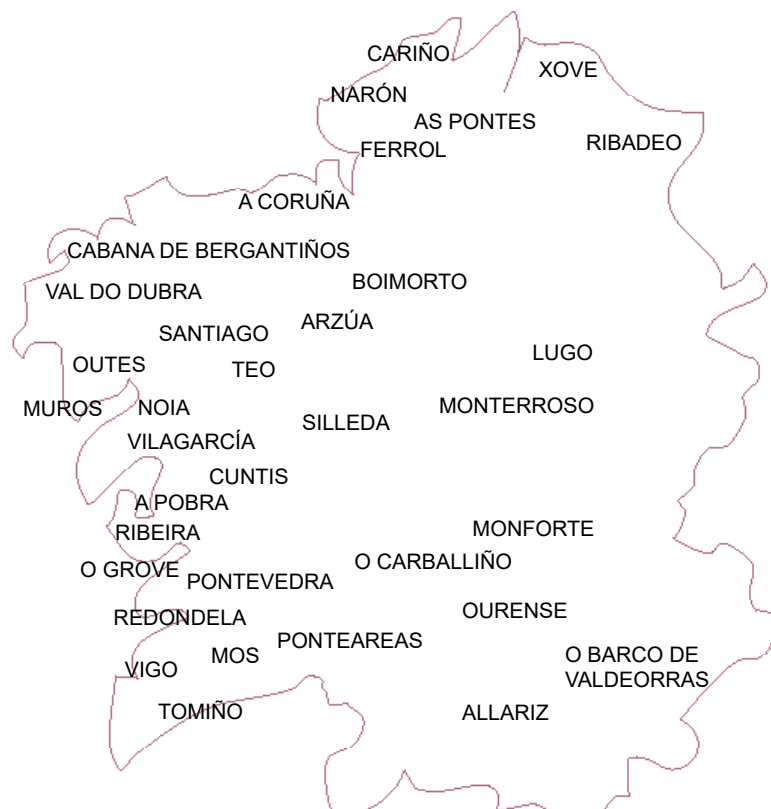 CARIÑO
XOVE
NARÓN
AS PONTES
RIBADEO
FERROL
A CORUÑA
CABANA DE BERGANTIÑOS
BOIMORTO
VAL DO DUBRA
ARZÚA
SANTIAGO
LUGO
OUTES
TEO
MUROS
NOIA
MONTERROSO
SILLEDA
VILAGARCÍA
CUNTIS
A POBRA
RIBEIRA
MONFORTE
O CARBALLIÑO
O GROVE
PONTEVEDRA
REDONDELA
OURENSE
PONTEAREAS
MOS
O BARCO DE
VALDEORRAS
VIGO
TOMIÑO
ALLARIZ